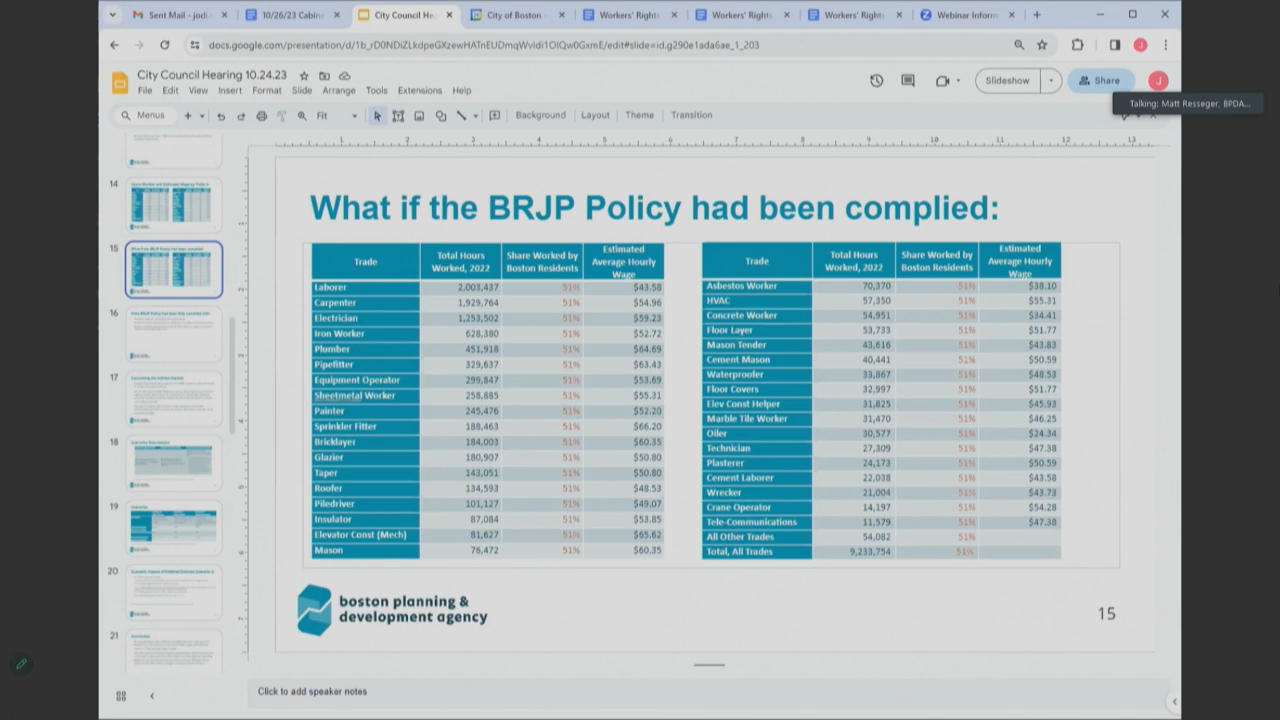 Sent Mail - jodi.
10/26/23 Cabin
City Council Hea
City of Boston
Workers' Rights
Workers' Rights
Workers' Rights
Webinar Inform
docs.google.com/presentation/d/
edit#slide=id.g290e1ada6ae_1_203
City Council Hearing 10.24.23
File Edit View Insert Format Slide Arrange Tools Extensions Help
Slideshow
Share
J
Talking: Matt Resseger, BPDA...
Menus
Fit
Background Layout Theme Transition
1 2 3 4 5 6 7 8 9 10 11 12 13
14
15
16
17
18
19
20
21
What if the BRJP Policy had been complied:
Trade Total Hours Worked, 2022 Share Worked by Boston Residents Estimated Average Hourly Wage
Laborer 2,003,437 51% $43.58
Carpenter 1,929,764 51% $54.96
Electrician 1,253,502 51% $59.23
Iron Worker 628,380 51% $52.72
Plumber 451,918 51% $64.69
Pipefitter 329,637 51% $63.43
Equipment Operator 299,847 51% $53.69
Sheetmetal Worker 258,885 51% $55.31
Painter 245,476 51% $52.20
Sprinkler Fitter 188,463 51% $66.20
Bricklayer 184,003 51% $60.35
Glazier 180,907 51% $50.80
Taper 143,051 51% $50.80
Roofer 134,593 51% $48.53
Piledriver 101,127 51% $49.07
Insulator 87,084 51% $53.85
Elevator Const (Mech) 81,627 51% $65.62
Mason 76,472 51% $60.35
Trade Total Hours Worked, 2022 Share Worked by Boston Residents Estimated Average Hourly Wage
Asbestos Worker 70,370 51% $38.10
HVAC 57,350 51% $55.31
Concrete Worker 54,951 51% $34.41
Floor Layer 53,733 51% $51.77
Mason Tender 43,616 51% $43.83
Cement Mason 40,441 51% $50.59
Waterproofer 33,867 51% $48.53
Floor Covers 32,997 51% $51.77
Elev Const Helper 31,825 51% $45.93
Marble Tile Worker 31,470 51% $46.25
Oiler 30,577 51% $24.34
Technician 27,309 51% $47.38
Plasterer 24,173 51% $50.59
Cement Laborer 22,038 51% $43.58
Wrecker 21,004 51% $43.73
Crane Operator 14,197 51% $54.28
Tele-Communications 11,579 51% $47.38
All Other Trades 54,082 51%
Total, All Trades 9,233,754 51%
boston planning &
development agency
15
Click to add speaker notes